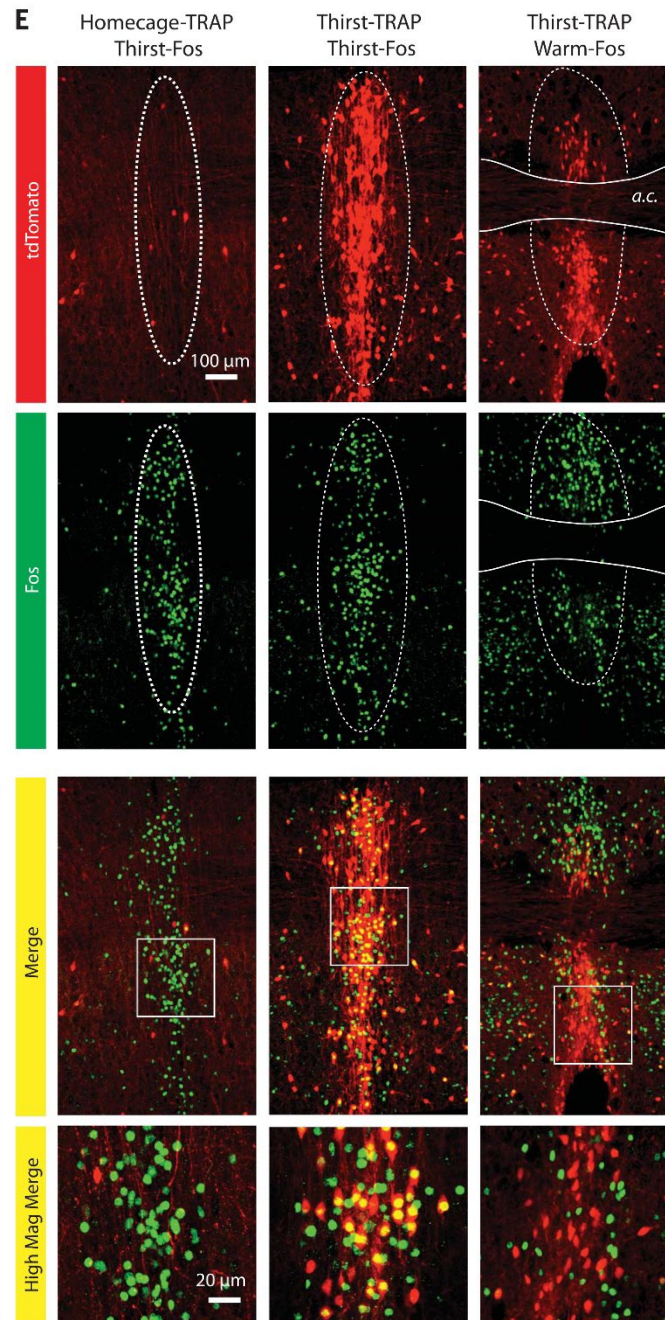 E
Homecage-TRAP
Thirst-Fos
Thirst-TRAP
Thirst-Fos
Thirst-TRAP
Warm-Fos
tdTomato
a.c.
100 µm
Fos
Merge
High Mag Merge
20 µm